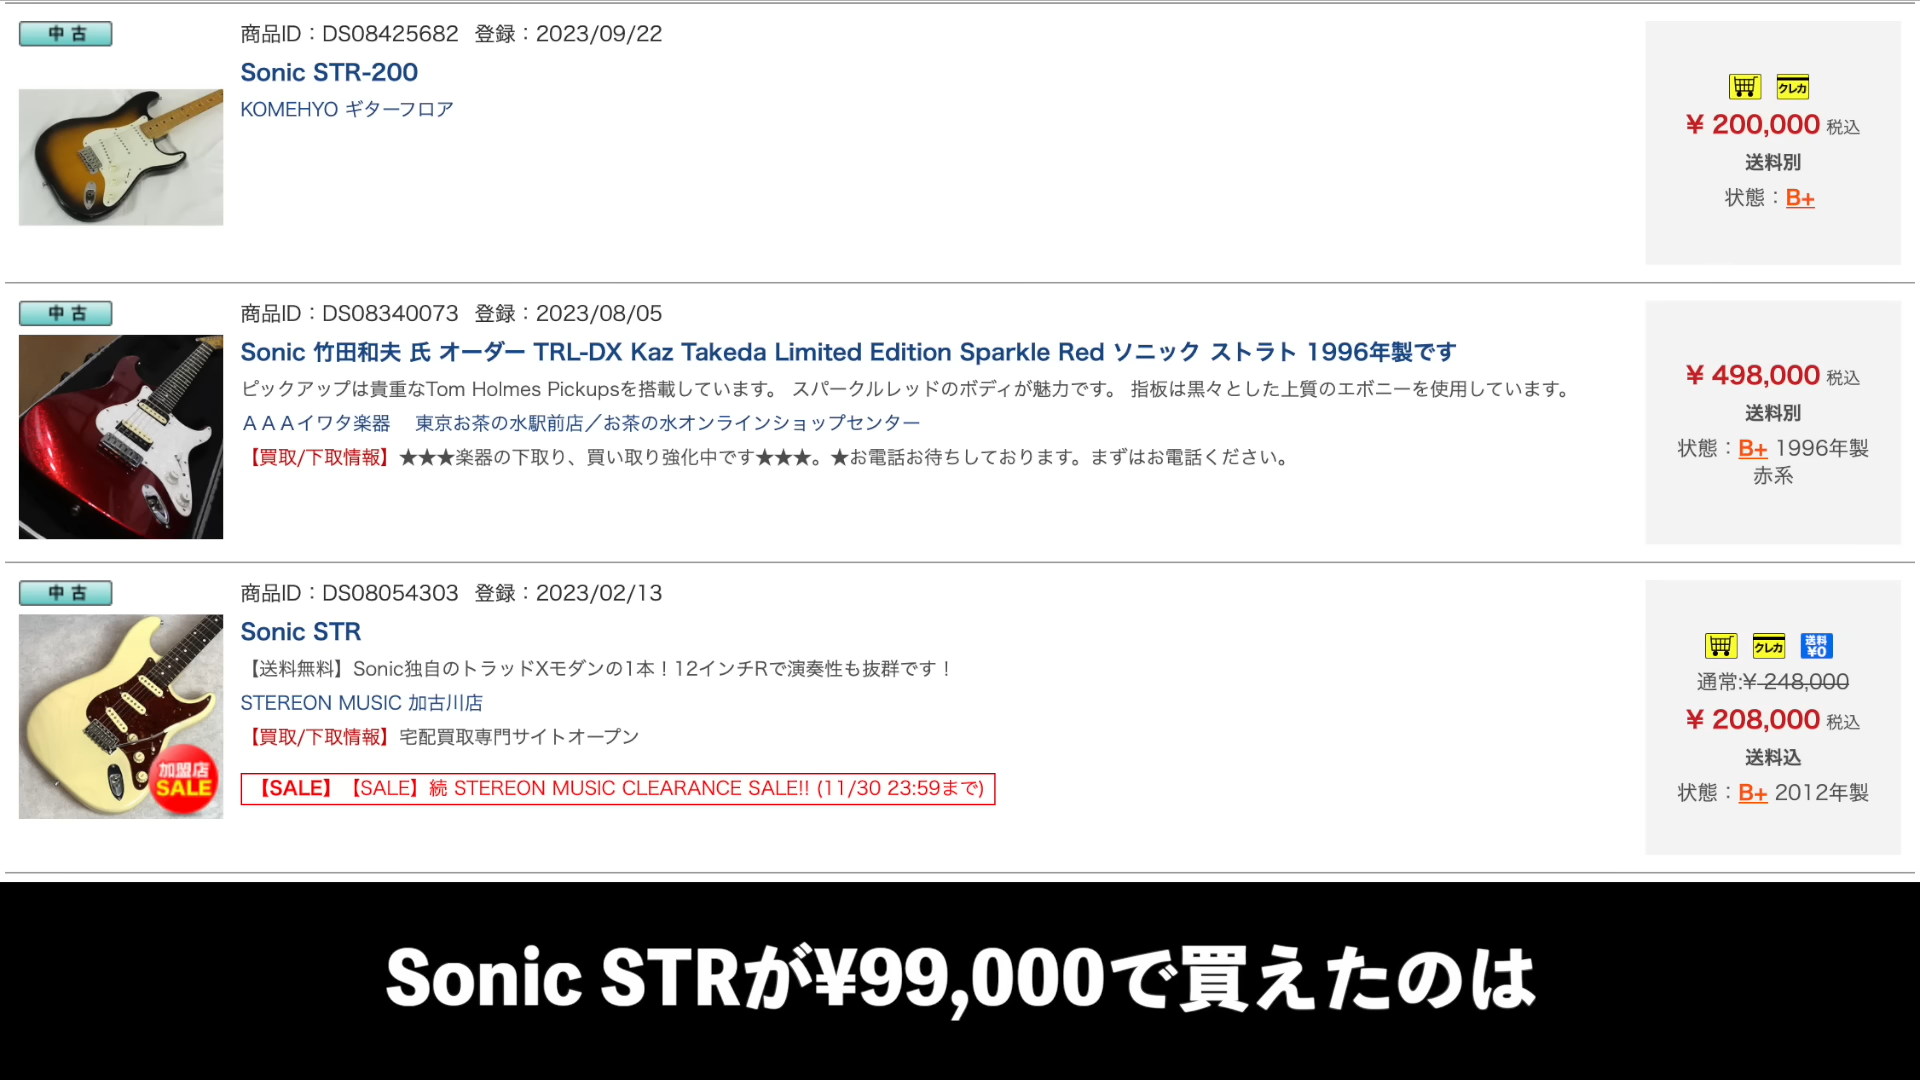 中古
商品ID：DS08425682 登録：2023/09/22
Sonic STR-200
KOMEHYO ギターフロア
クレカ
¥ 200,000 税込
送料別
状態：B+
中古
商品ID：DS08340073 登録：2023/08/05
Sonic 竹田和夫 氏 オーダー TRL-DX Kaz Takeda Limited Edition Sparkle Red ソニック ストラト 1996年製です
ピックアップは貴重なTom Holmes Pickupsを搭載しています。 スパークルレッドのボディが魅力です。 指板は黒々とした上質のエボニーを使用しています。
ＡＡＡイワタ楽器　東京お茶の水駅前店／お茶の水オンラインショップセンター
【買取/下取情報】★★★楽器の下取り、買い取り強化中です★★★。★お電話お待ちしております。まずはお電話ください。
¥ 498,000 税込
送料別
状態：B+ 1996年製
赤系
中古
商品ID：DS08054303 登録：2023/02/13
Sonic STR
【送料無料】Sonic独自のトラッドXモダンの1本！12インチRで演奏性も抜群です！
STEREON MUSIC 加古川店
【買取/下取情報】宅配買取専門サイトオープン
加盟店
SALE
【SALE】【SALE】続 STEREON MUSIC CLEARANCE SALE!! (11/30 23:59まで)
クレカ
送料
¥0
通常:¥ 248,000
¥ 208,000 税込
送料込
状態：B+ 2012年製
Sonic STRが¥99,000で買えたのは